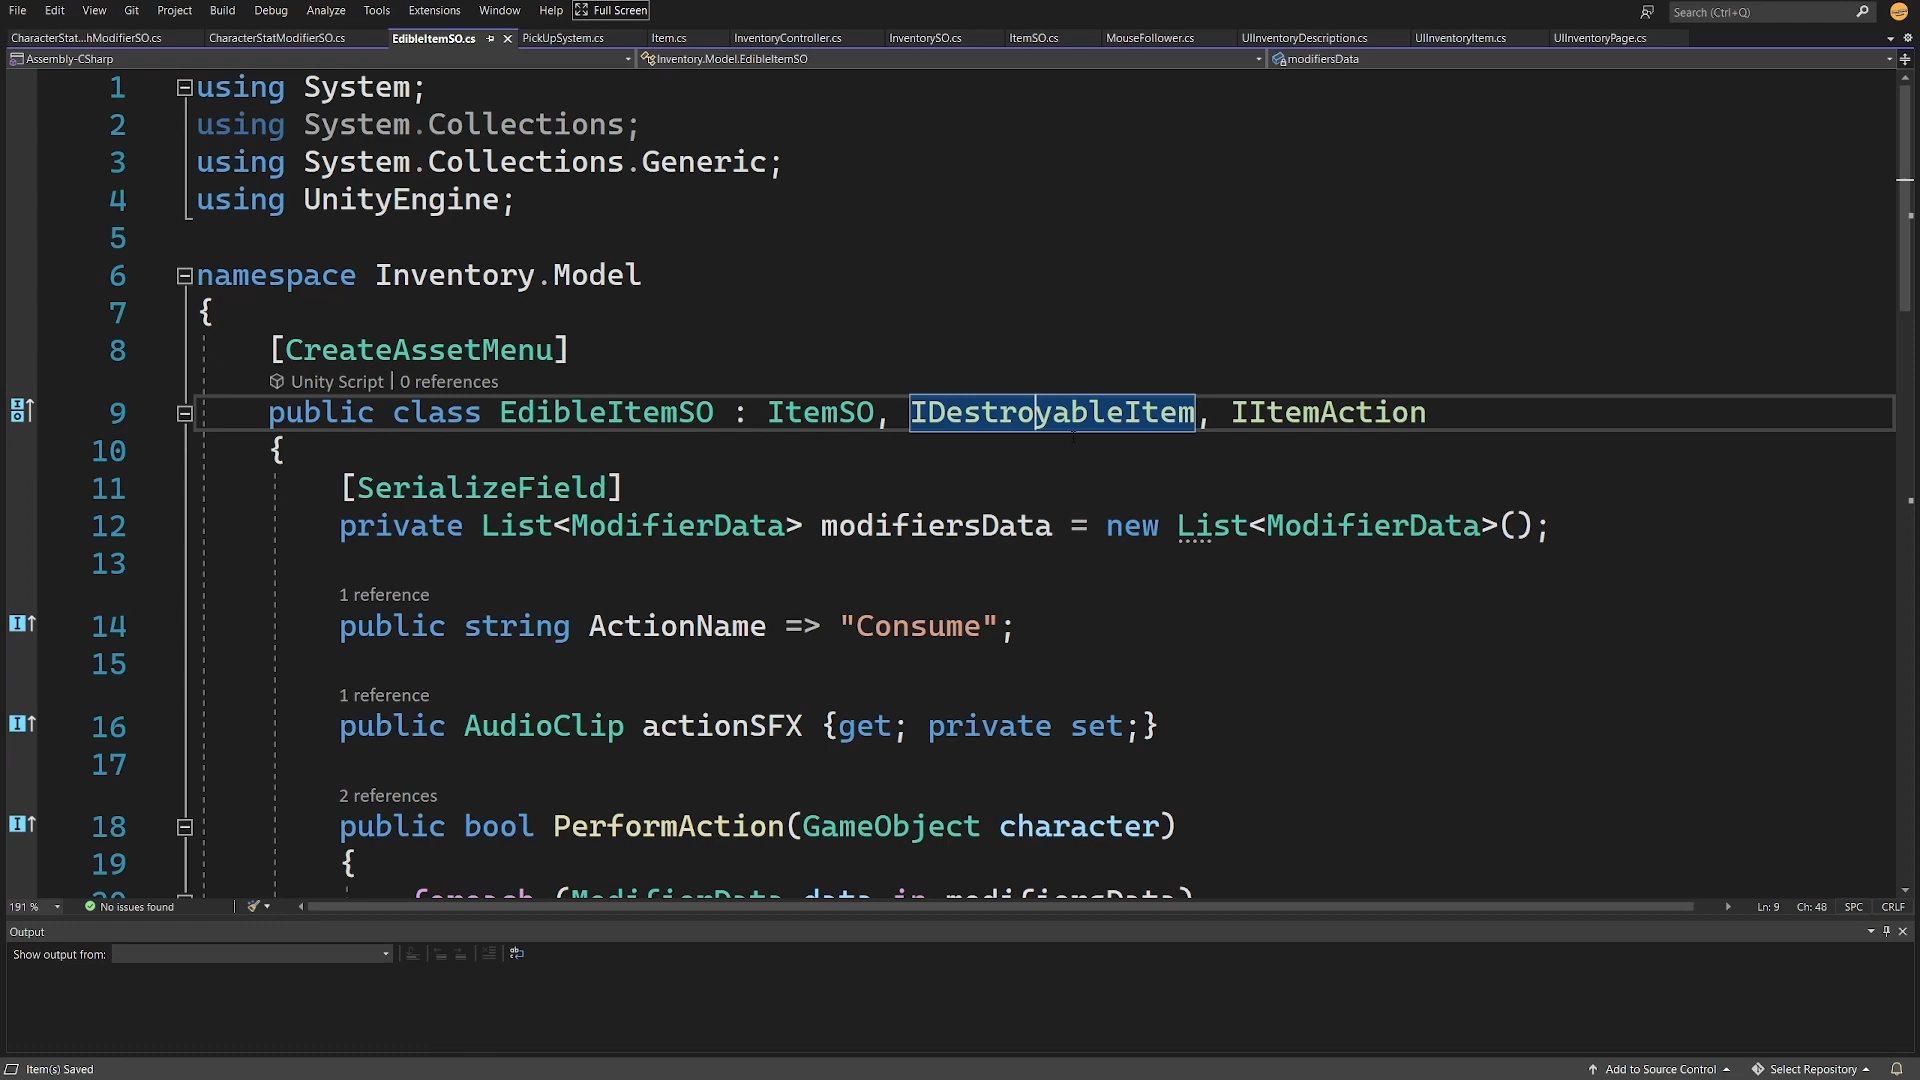 File Edit View Git Project Build Debug Analyze Tools Extensions Window Help Full Screen Search (Ctrl+Q)
CharacterStat...hModifierSO.cs CharacterStatModifierSO.cs EdibleItemSO.cs PickUpSystem.cs Item.cs InventoryController.cs InventorySO.cs ItemSO.cs MouseFollower.cs UIInventoryDescription.cs UIInventoryItem.cs UIInventoryPage.cs
Assembly-CSharp Inventory.Model.EdibleItemSO modifiersData
1 using System;
2 using System.Collections;
3 using System.Collections.Generic;
4 using UnityEngine;
5
6 namespace Inventory.Model
7 {
8 [CreateAssetMenu]
Unity Script | 0 references
9 public class EdibleItemSO : ItemSO, IDestroyableItem, IItemAction
10 {
11 [SerializeField]
12 private List<ModifierData> modifiersData = new List<ModifierData>();
13
1 reference
14 public string ActionName => "Consume";
15
1 reference
16 public AudioClip actionSFX {get; private set;}
17
2 references
18 public bool PerformAction(GameObject character)
19 {
20 foreach (ModifierData data in modifiersData)
191 % No issues found Ln: 9 Ch: 48 SPC CRLF
Output
Show output from:
Item(s) Saved Add to Source Control Select Repository